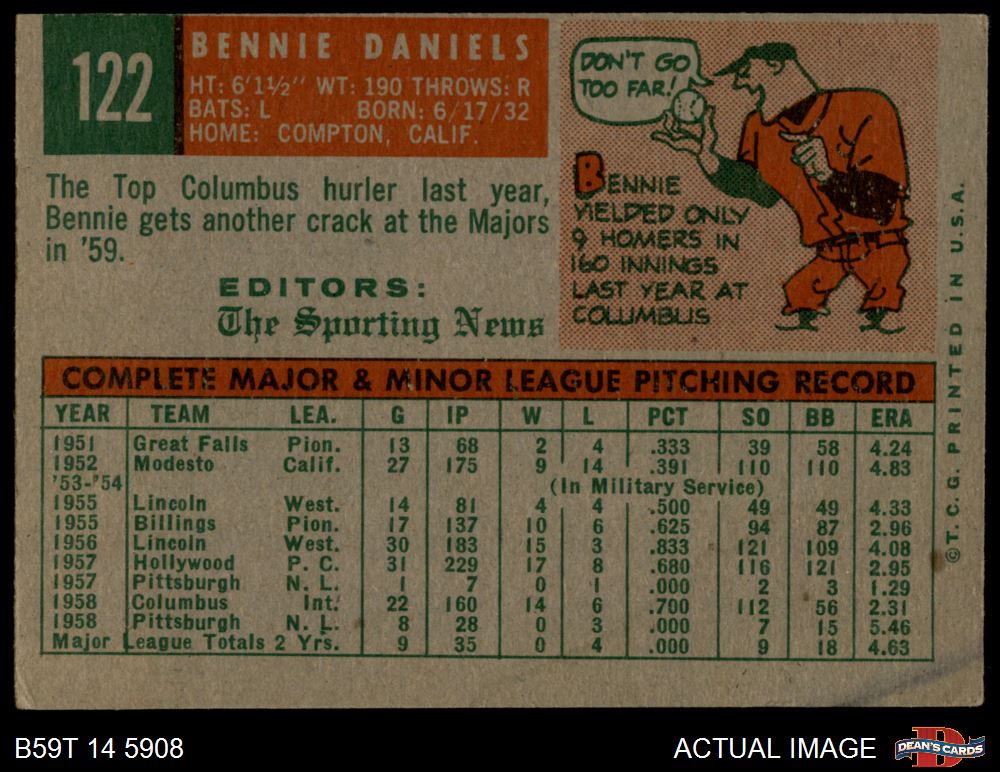 122
BENNIE DANIELS
HT: 6'1½" WT: 190 THROWS: R
BATS: L BORN: 6/17/32
HOME: COMPTON, CALIF.
The Top Columbus hurler last year,
Bennie gets another crack at the Majors
in '59.
EDITORS:
The Sporting News
DON'T GO
TOO FAR!
BENNIE
YIELDED ONLY
9 HOMERS IN
160 INNINGS
LAST YEAR AT
COLUMBUS
COMPLETE MAJOR & MINOR LEAGUE PITCHING RECORD
YEAR TEAM LEA. G IP W L PCT SO BB ERA
1951 Great Falls Pion. 13 68 2 4 .333 39 58 4.24
1952 Modesto Calif. 27 175 9 14 .391 110 110 4.83
'53-'54 (In Military Service)
1955 Lincoln West. 14 81 4 4 .500 49 49 4.33
1955 Billings Pion. 17 137 10 6 .625 94 87 2.96
1956 Lincoln West. 30 183 15 3 .833 121 109 4.08
1957 Hollywood P. C. 31 229 17 8 .680 116 121 2.95
1957 Pittsburgh N. L. 1 7 0 1 .000 2 3 1.29
1958 Columbus Int. 22 160 14 6 .700 112 56 2.31
1958 Pittsburgh N. L. 8 28 0 3 .000 7 15 5.46
Major League Totals 2 Yrs. 9 35 0 4 .000 9 18 4.63
©T. C. G. PRINTED IN U.S.A.
B59T 14 5908
ACTUAL IMAGE
DEAN'S CARDS
D